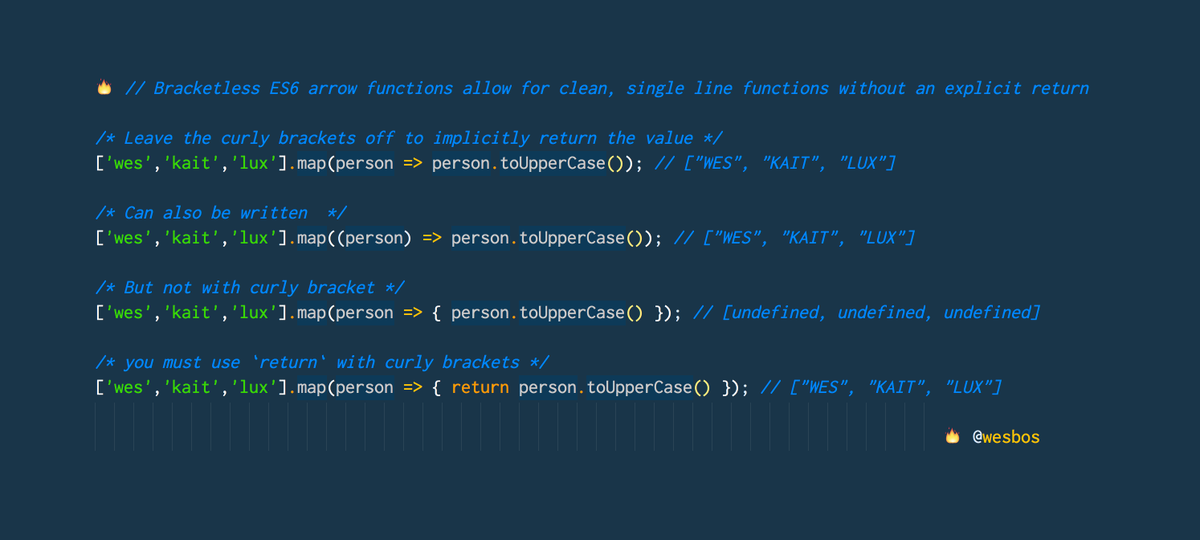 🔥 // Bracketless ES6 arrow functions allow for clean, single line functions without an explicit return
/* Leave the curly brackets off to implicitly return the value */
['wes','kait','lux'].map(person => person.toUpperCase()); // ["WES", "KAIT", "LUX"]
/* Can also be written  */
['wes','kait','lux'].map((person) => person.toUpperCase()); // ["WES", "KAIT", "LUX"]
/* But not with curly bracket */
['wes','kait','lux'].map(person => { person.toUpperCase() }); // [undefined, undefined, undefined]
/* you must use `return` with curly brackets */
['wes','kait','lux'].map(person => { return person.toUpperCase() }); // ["WES", "KAIT", "LUX"]
🔥 @wesbos